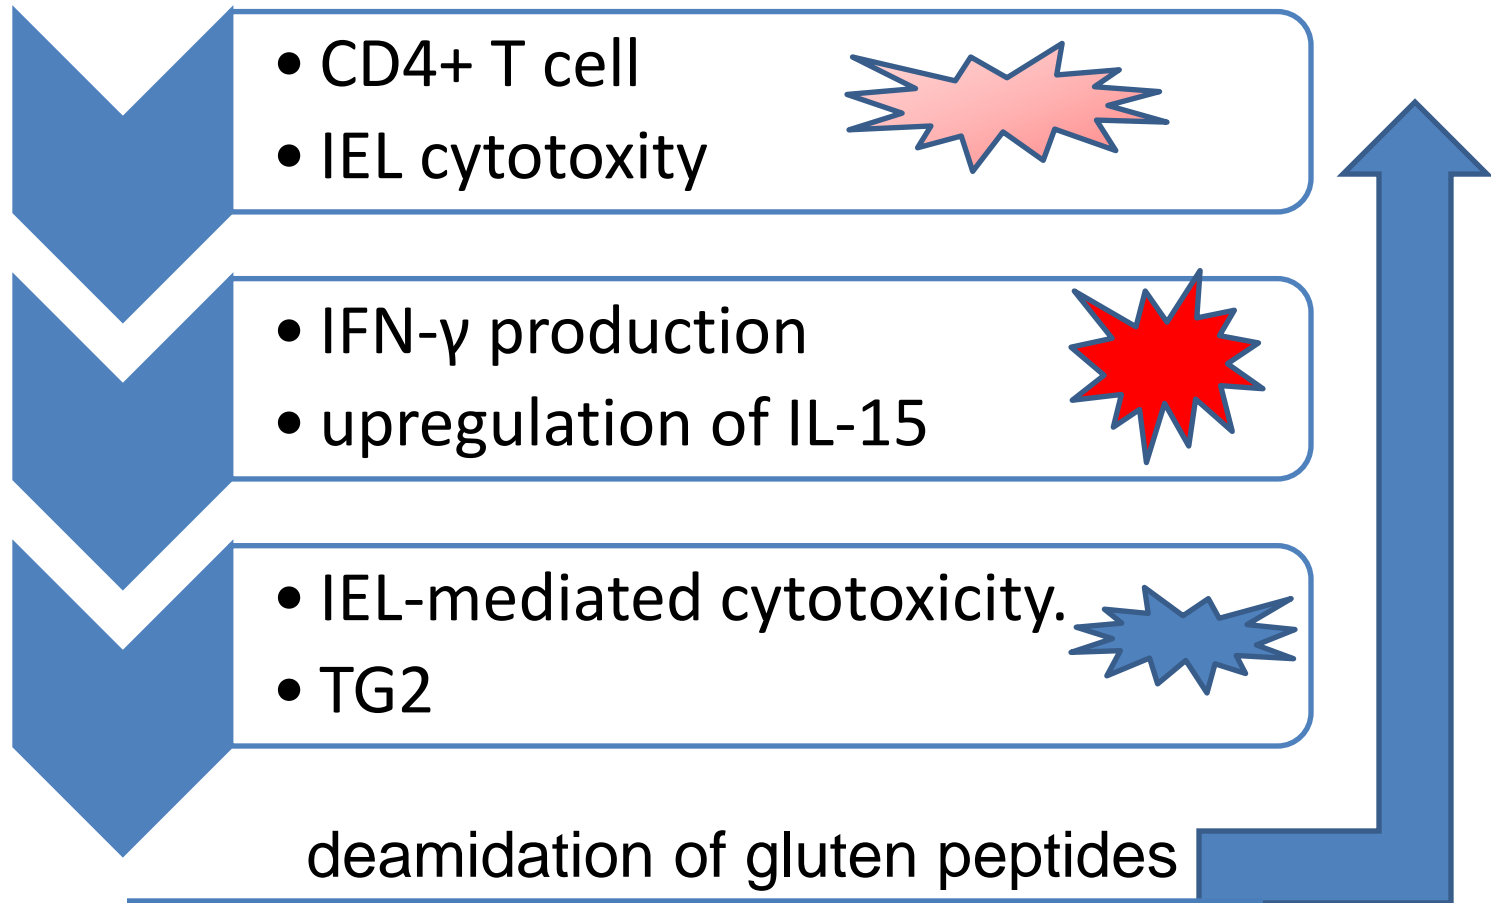 • CD4+ T cell
• IEL cytotoxity
• IFN-γ production
• upregulation of IL-15
• IEL-mediated cytotoxicity.
• TG2
deamidation of gluten peptides